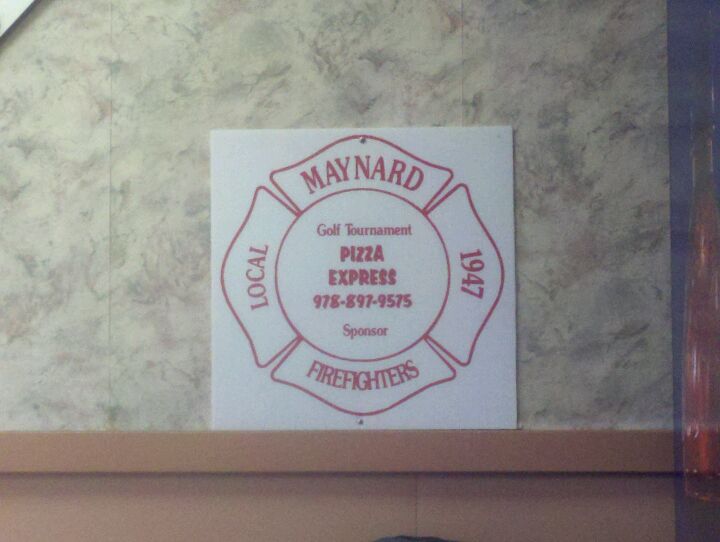 MAYNARD
Golf Tournament
PIZZA
EXPRESS
978-897-9575
Sponsor
LOCAL
1947
FIREFIGHTERS